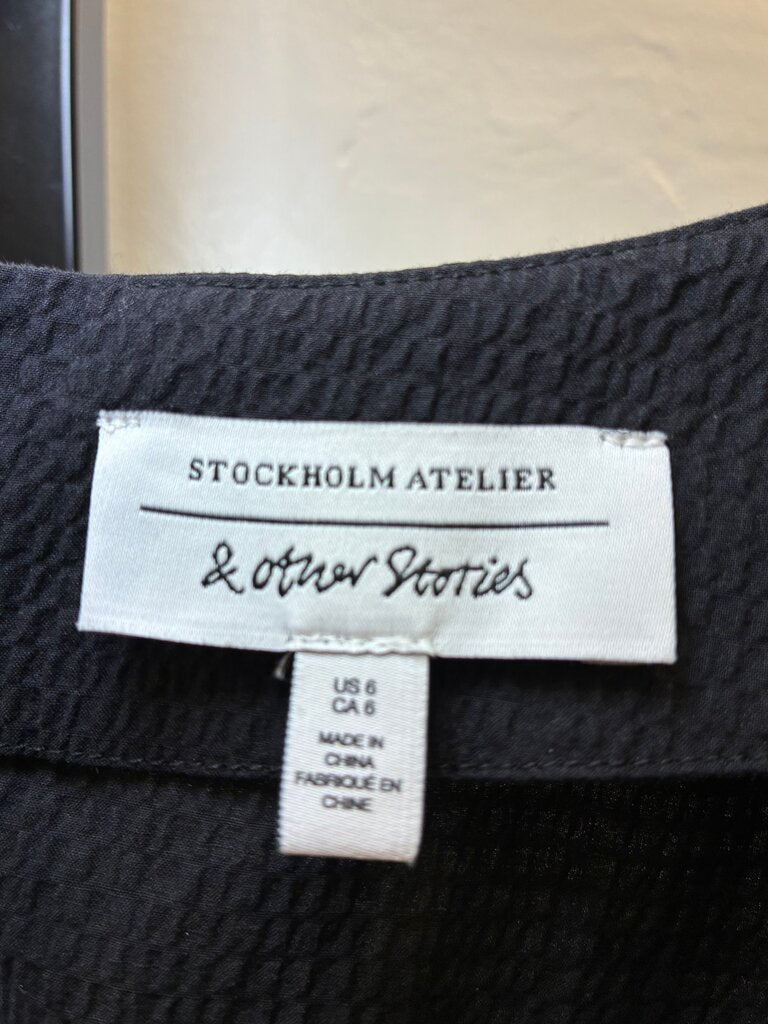 STOCKHOLM ATELIER
& other Stories
US 6
CA 6
MADE IN
CHINA
FABRIQUÉ EN
CHINE